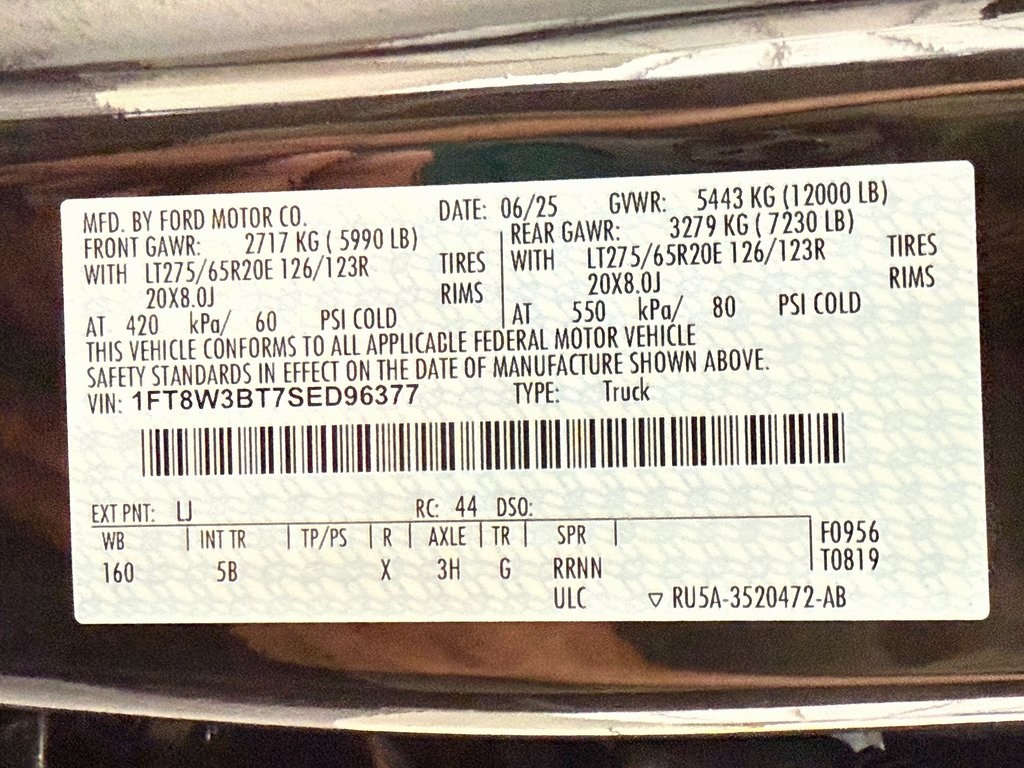 MFD. BY FORD MOTOR CO. DATE: 06/25 GVWR: 5443 KG (12000 LB)
FRONT GAWR: 2717 KG ( 5990 LB) REAR GAWR: 3279 KG ( 7230 LB)
WITH LT275/65R20E 126/123R TIRES WITH LT275/65R20E 126/123R TIRES
20X8.0J RIMS 20X8.0J RIMS
AT 420 kPa/ 60 PSI COLD AT 550 kPa/ 80 PSI COLD
THIS VEHICLE CONFORMS TO ALL APPLICABLE FEDERAL MOTOR VEHICLE
SAFETY STANDARDS IN EFFECT ON THE DATE OF MANUFACTURE SHOWN ABOVE.
VIN: 1FT8W3BT7SED96377 TYPE: Truck
EXT PNT: UJ RC: 44 DSO:
WB | INT TR | TP/PS | R | AXLE | TR | SPR | F0956
160 5B X 3H G RRNN T0819
ULC ▽ RU5A-3520472-AB